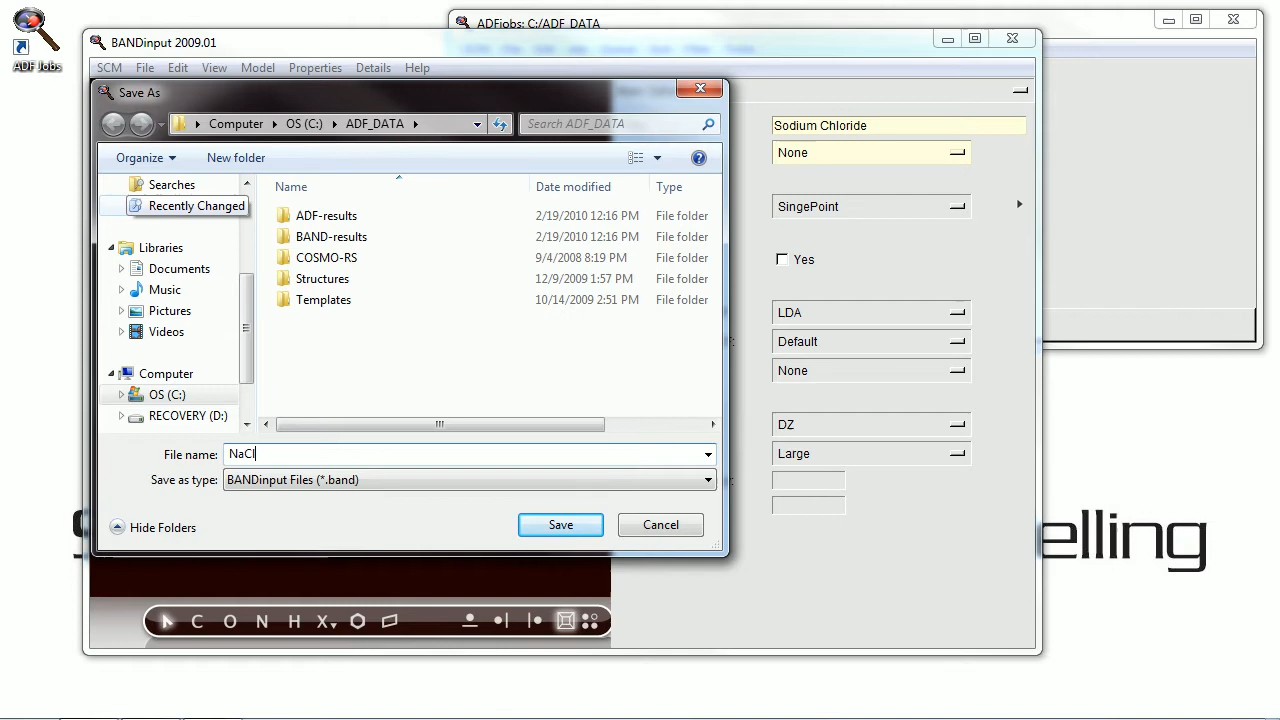 ADFjobs: C:/ADF_DATA
ADF Jobs
BANDinput 2009.01
SCM File Edit View Model Properties Details Help
Save As
Computer OS (C:) ADF_DATA Search ADF_DATA
Sodium Chloride
None
Organize New folder
Searches
Recently Changed
Libraries
Documents
Music
Pictures
Videos
Computer
OS (C:)
RECOVERY (D:)
Name Date modified Type
ADF-results 2/19/2010 12:16 PM File folder
BAND-results 2/19/2010 12:16 PM File folder
COSMO-RS 9/4/2008 8:19 PM File folder
Structures 12/9/2009 1:57 PM File folder
Templates 10/14/2009 2:51 PM File folder
SingePoint
Yes
LDA
Default
None
DZ
Large
File name: NaCl
Save as type: BANDinput Files (*.band)
Hide Folders Save Cancel
elling
C O N H X